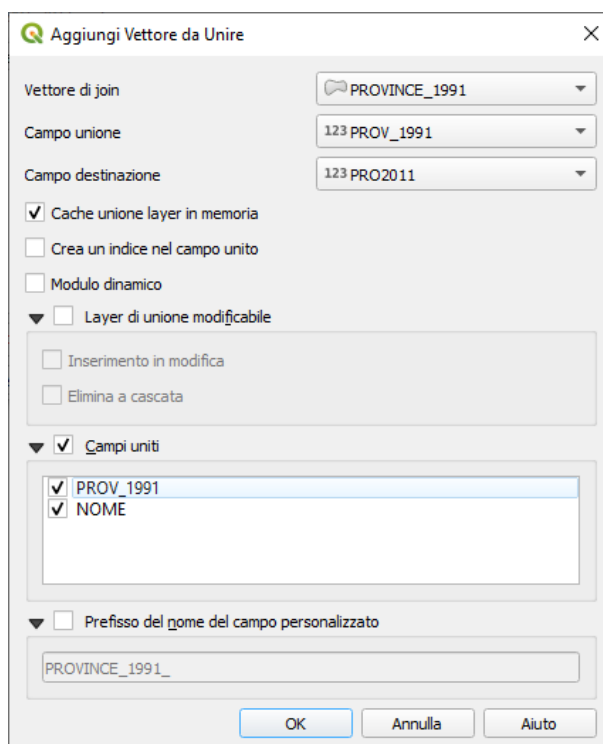 Aggiungi Vettore da Unire
Vettore di join
PROVINCE_1991
Campo unione
123 PROV_1991
Campo destinazione
123 PRO2011
Cache unione layer in memoria
Crea un indice nel campo unito
Modulo dinamico
Layer di unione modificabile
Inserimento in modifica
Elimina a cascata
Campi uniti
PROV_1991
NOME
Prefisso del nome del campo personalizzato
PROVINCE_1991_
OK Annulla Aiuto